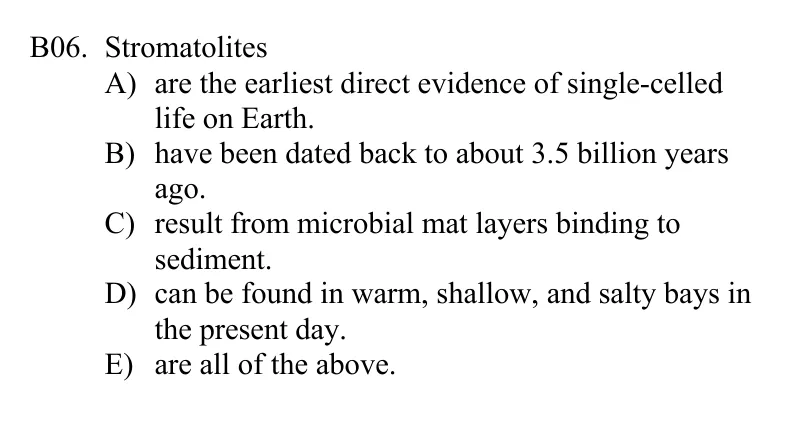 B06. Stromatolites
A) are the earliest direct evidence of single-celled
life on Earth.
B) have been dated back to about 3.5 billion years
ago.
C) result from microbial mat layers binding to
sediment.
D) can be found in warm, shallow, and salty bays in
the present day.
E) are all of the above.